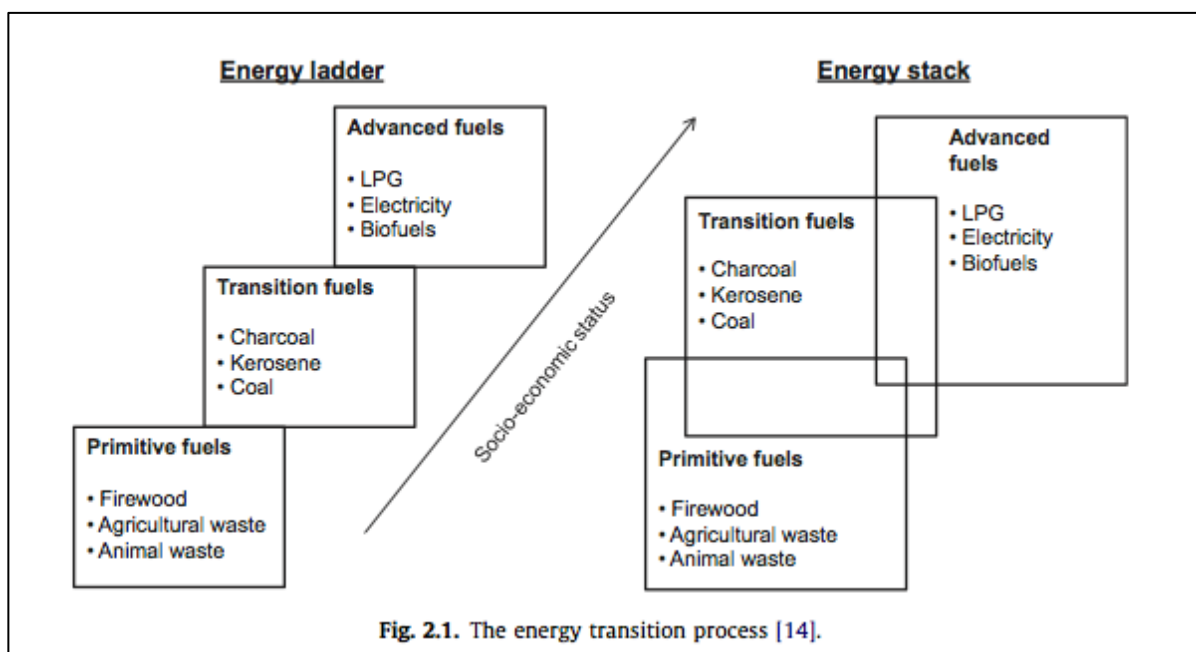 Energy ladder
Advanced fuels
• LPG
• Electricity
• Biofuels
Transition fuels
• Charcoal
• Kerosene
• Coal
Primitive fuels
• Firewood
• Agricultural waste
• Animal waste
Socio-economic status
Energy stack
Advanced
fuels
• LPG
• Electricity
• Biofuels
Transition fuels
• Charcoal
• Kerosene
• Coal
Primitive fuels
• Firewood
• Agricultural waste
• Animal waste
Fig. 2.1. The energy transition process [14].